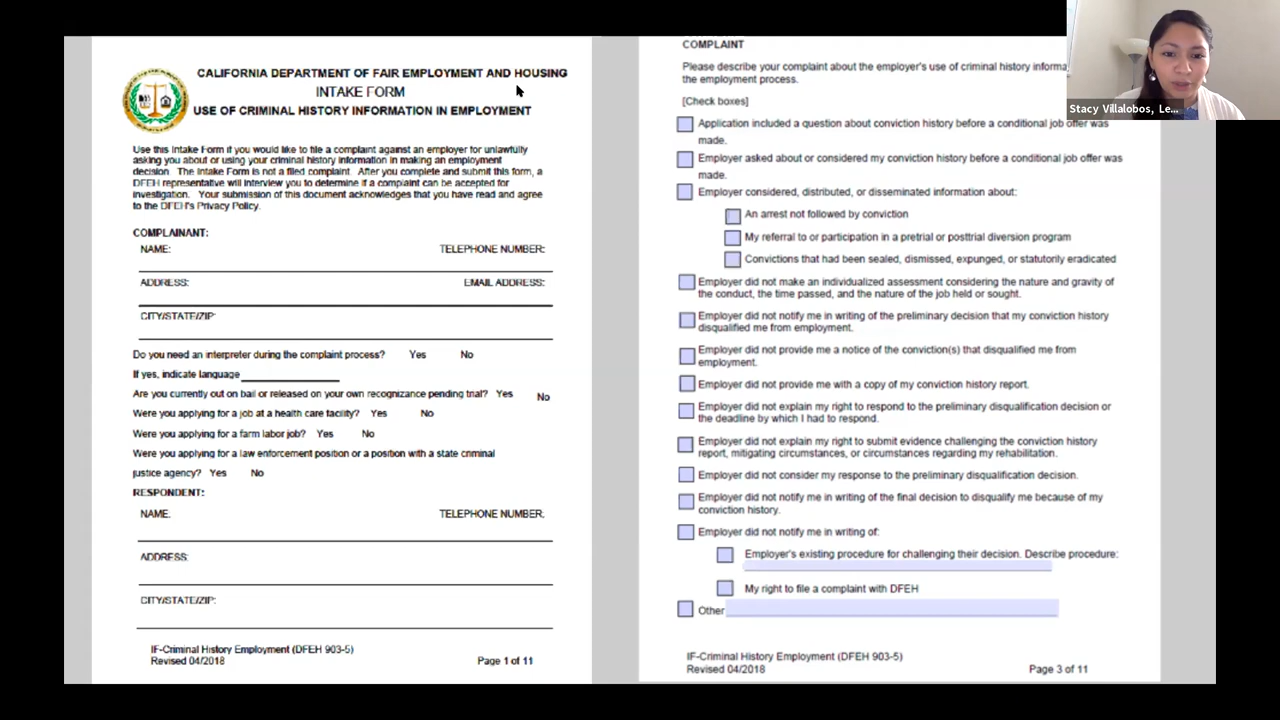 CALIFORNIA DEPARTMENT OF FAIR EMPLOYMENT AND HOUSING
INTAKE FORM
USE OF CRIMINAL HISTORY INFORMATION IN EMPLOYMENT
Use this Intake Form if you would like to file a complaint against an employer for unlawfully
asking you about or using your criminal history information in making an employment
decision. The Intake Form is not a filed complaint. After you complete and submit this form, a
DFEH representative will interview you to determine if a complaint can be accepted for
investigation. Your submission of this document acknowledges that you have read and agree
to the DFEH's Privacy Policy.
COMPLAINANT:
NAME: TELEPHONE NUMBER:
ADDRESS: EMAIL ADDRESS:
CITY/STATE/ZIP:
Do you need an interpreter during the complaint process? Yes No
If yes, indicate language
Are you currently out on bail or released on your own recognizance pending trial? Yes No
Were you applying for a job at a health care facility? Yes No
Were you applying for a farm labor job? Yes No
Were you applying for a law enforcement position or a position with a state criminal
justice agency? Yes No
RESPONDENT:
NAME: TELEPHONE NUMBER:
ADDRESS:
CITY/STATE/ZIP:
IF-Criminal History Employment (DFEH 903-5)
Revised 04/2018 Page 1 of 11
COMPLAINT
Please describe your complaint about the employer's use of criminal history informa
the employment process.
[Check boxes]
Application included a question about conviction history before a conditional job offer was
made.
Employer asked about or considered my conviction history before a conditional job offer was
made.
Employer considered, distributed, or disseminated information about:
An arrest not followed by conviction
My referral to or participation in a pretrial or posttrial diversion program
Convictions that had been sealed, dismissed, expunged, or statutorily eradicated
Employer did not make an individualized assessment considering the nature and gravity of
the conduct, the time passed, and the nature of the job held or sought.
Employer did not notify me in writing of the preliminary decision that my conviction history
disqualified me from employment.
Employer did not provide me a notice of the conviction(s) that disqualified me from
employment.
Employer did not provide me with a copy of my conviction history report.
Employer did not explain my right to respond to the preliminary disqualification decision or
the deadline by which I had to respond.
Employer did not explain my right to submit evidence challenging the conviction history
report, mitigating circumstances, or circumstances regarding my rehabilitation.
Employer did not consider my response to the preliminary disqualification decision.
Employer did not notify me in writing of the final decision to disqualify me because of my
conviction history.
Employer did not notify me in writing of:
Employer's existing procedure for challenging their decision. Describe procedure:
My right to file a complaint with DFEH
Other
IF-Criminal History Employment (DFEH 903-5)
Revised 04/2018 Page 3 of 11
Stacy Villalobos, Le...